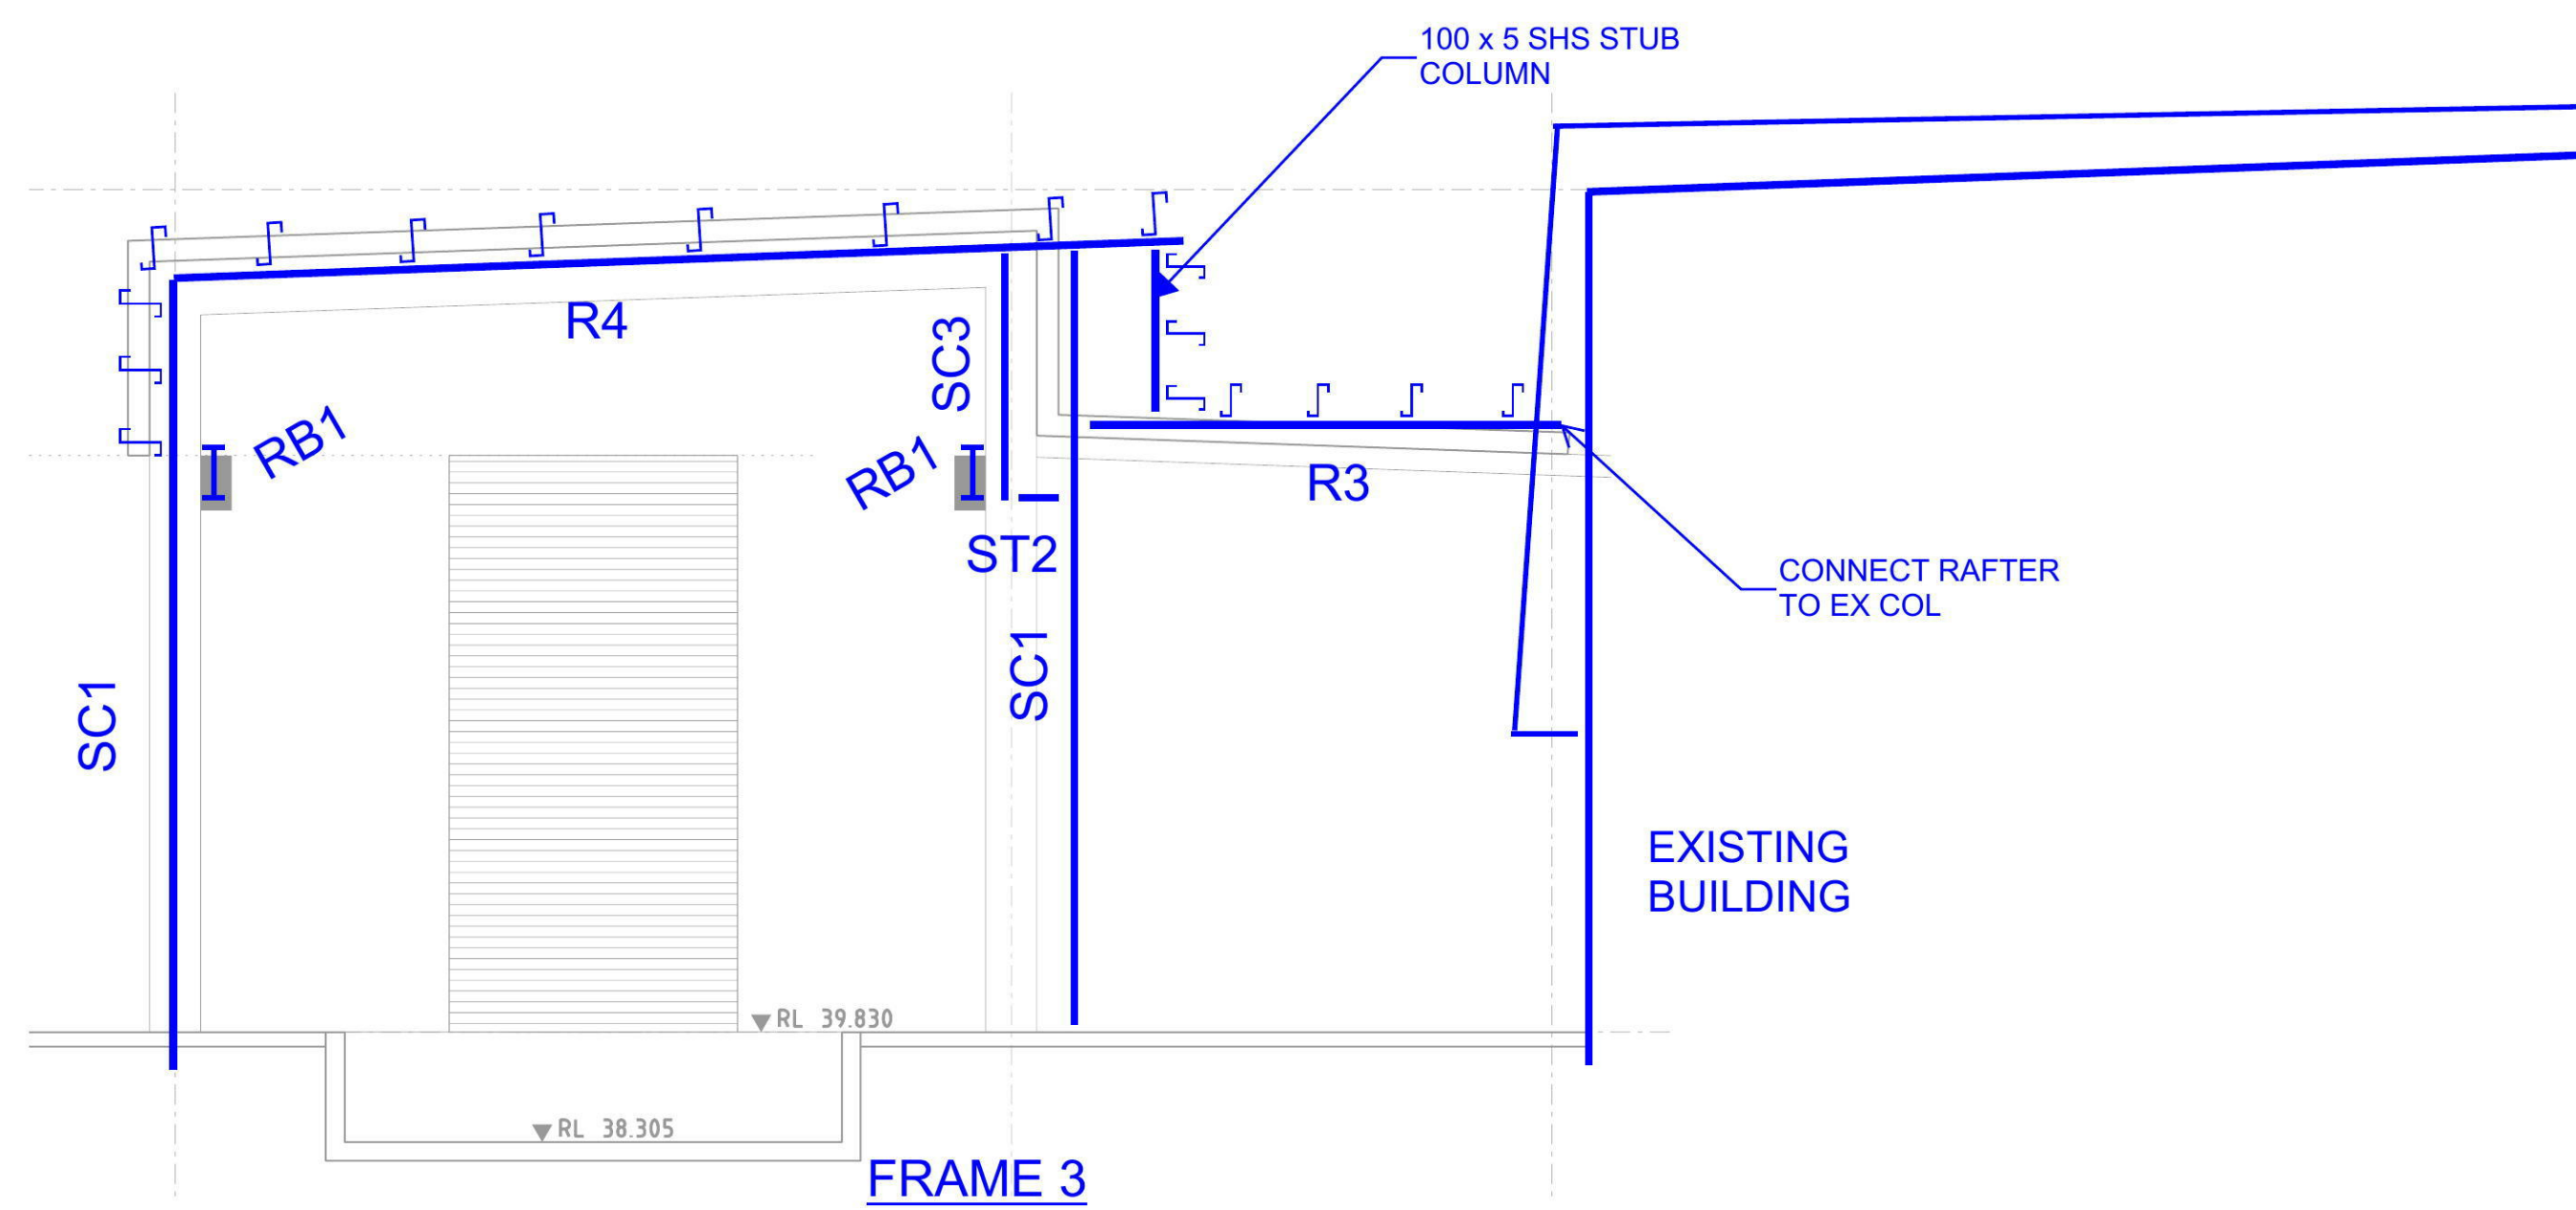 100 x 5 SHS STUB
COLUMN
R4
SC3
RB1
RB1
R3
ST2
CONNECT RAFTER
TO EX COL
SC1
SC1
EXISTING
BUILDING
RL 39.830
RL 38.305
FRAME 3